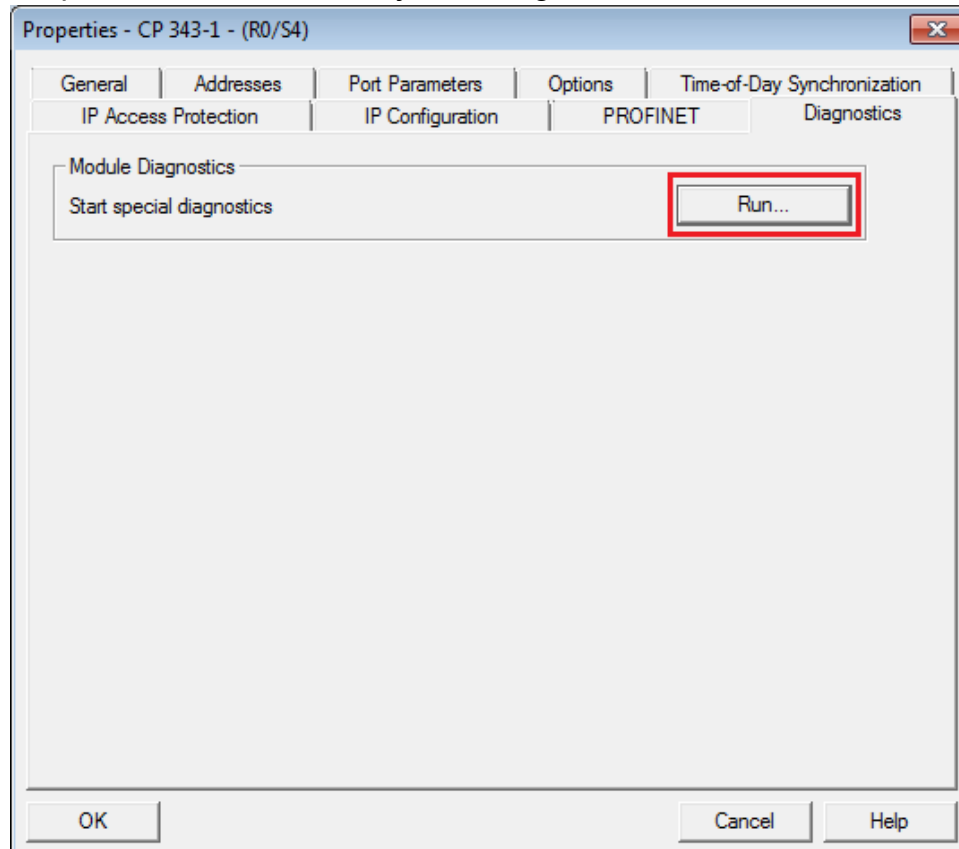 Properties - CP 343-1 - (R0/S4)
General Addresses Port Parameters Options Time-of-Day Synchronization
IP Access Protection IP Configuration PROFINET Diagnostics
Module Diagnostics
Start special diagnostics Run...
OK Cancel Help